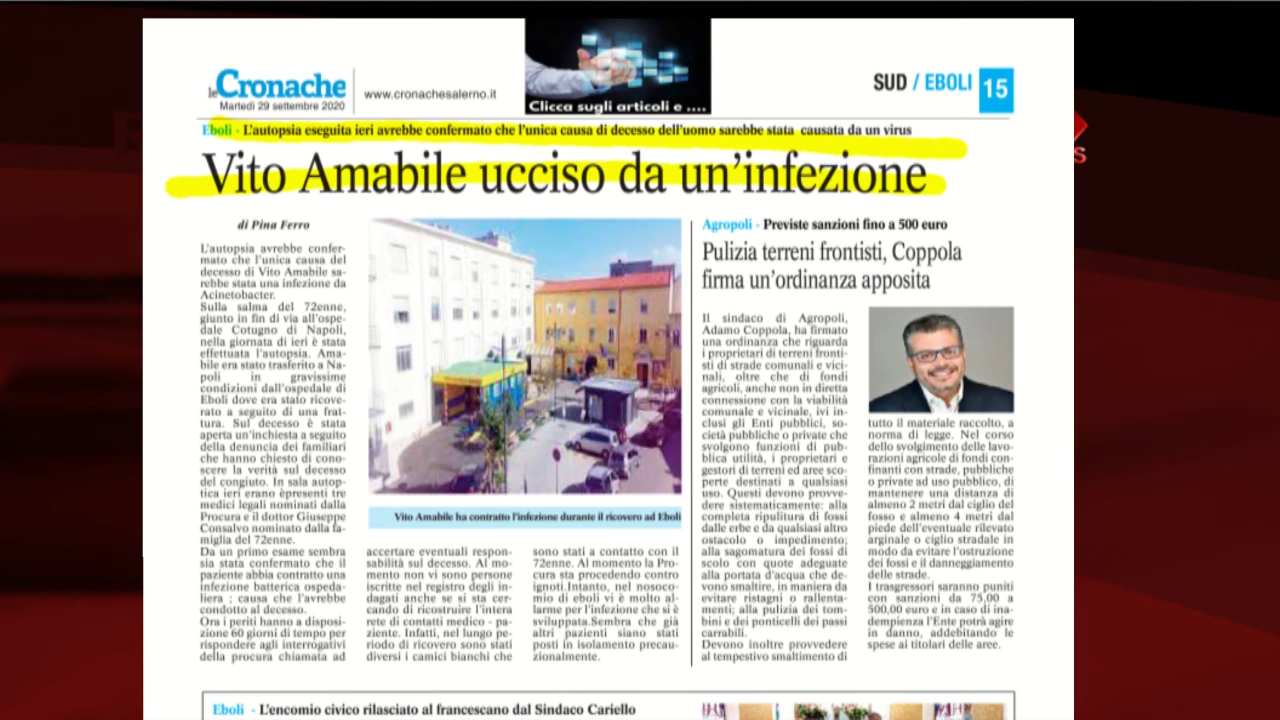 le Cronache
Martedì 29 settembre 2020
www.cronachesalerno.it
Clicca sugli articoli e ....
SUD / EBOLI 15
S
Eboli - L'autopsia eseguita ieri avrebbe confermato che l'unica causa di decesso dell'uomo sarebbe stata causata da un virus
Vito Amabile ucciso da un'infezione
di Pina Ferro
L'autopsia avrebbe confer-
mato che l'unica causa del
decesso di Vito Amabile sa-
rebbe stata una infezione da
Acinetobacter.
Sulla salma del 72enne,
giunto in fin di via all'ospe-
dale Cotugno di Napoli,
nella giornata di ieri è stata
effettuata l'autopsia. Ama-
bile era stato trasferito a Na-
poli in gravissime
condizioni dall'ospedale di
Eboli dove era stato ricove-
rato a seguito di una frat-
tura. Sul decesso è stata
aperta un'inchiesta a seguito
della denuncia dei familiari
che hanno chiesto di cono-
scere la verità sul decesso
del congiunto. In sala autop-
tica ieri erano èpresenti tre
medici legali nominati dalla
Procura e il dottor Giuseppe
Consalvo nominato dalla fa-
miglia del 72enne.
Da un primo esame sembra
sia stata confermato che il
paziente abbia contratto una
infezione batterica ospeda-
liera ; causa che l'avrebbe
condotto al decesso.
Ora i periti hanno a disposi-
zione 60 giorni di tempo per
rispondere agli interrogativi
della procura chiamata ad
Vito Amabile ha contratto l'infezione durante il ricovero ad Eboli
accertare eventuali respon-
sabilità sul decesso. Al mo-
mento non vi sono persone
iscritte nel registro degli in-
dagati anche se si sta cer-
cando di ricostruire l'intera
rete di contatti medico - pa-
ziente. Infatti, nel lungo pe-
riodo di ricovero sono stati
diversi i camici bianchi che
sono stati a contatto con il
72enne. Al momento la Pro-
cura sta procedendo contro
ignoti.Intanto, nel nosoco-
mio di eboli vi è molto al-
larme per l'infezione che si è
sviluppata.Sembra che già
altri pazienti siano stati
posti in isolamento precau-
zionalmente.
Agropoli - Previste sanzioni fino a 500 euro
Pulizia terreni frontisti, Coppola
firma un'ordinanza apposita
Il sindaco di Agropoli,
Adamo Coppola, ha firmato
una ordinanza che riguarda
i proprietari di terreni fronti-
sti di strade comunali e vici-
nali, oltre che di fondi
agricoli, anche non in diretta
connessione con la viabilità
comunale e vicinale, ivi in-
clusi gli Enti pubblici, so-
cietà pubbliche o private che
svolgono funzioni di pub-
blica utilità, i proprietari e
gestori di terreni ed aree sco-
perte destinati a qualsiasi
uso. Questi devono provve-
dere sistematicamente: alla
completa ripulitura di fossi
dalle erbe e da qualsiasi altro
ostacolo o impedimento;
alla sagomatura dei fossi di
scolo con quote adeguate
alla portata d'acqua che de-
vono smaltire, in maniera da
evitare ristagni o rallenta-
menti; alla pulizia dei tom-
bini e dei ponticelli dei passi
carrabili.
Devono inoltre provvedere
al tempestivo smaltimento di
tutto il materiale raccolto, a
norma di legge. Nel corso
dello svolgimento delle lavo-
razioni agricole di fondi con-
finanti con strade, pubbliche
o private ad uso pubblico, di
mantenere una distanza di
almeno 2 metri dal ciglio del
fosso e almeno 4 metri dal
piede dell'eventuale rilevato
arginale o ciglio stradale in
modo da evitare l'ostruzione
dei fossi e il danneggiamento
delle strade.
I trasgressori saranno puniti
con sanzioni da 75,00 a
500,00 euro e in caso di ina-
dempienza l'Ente potrà agire
in danno, addebitando le
spese ai titolari delle aree.
Eboli - L'encomio civico rilasciato al francescano dal Sindaco Cariello